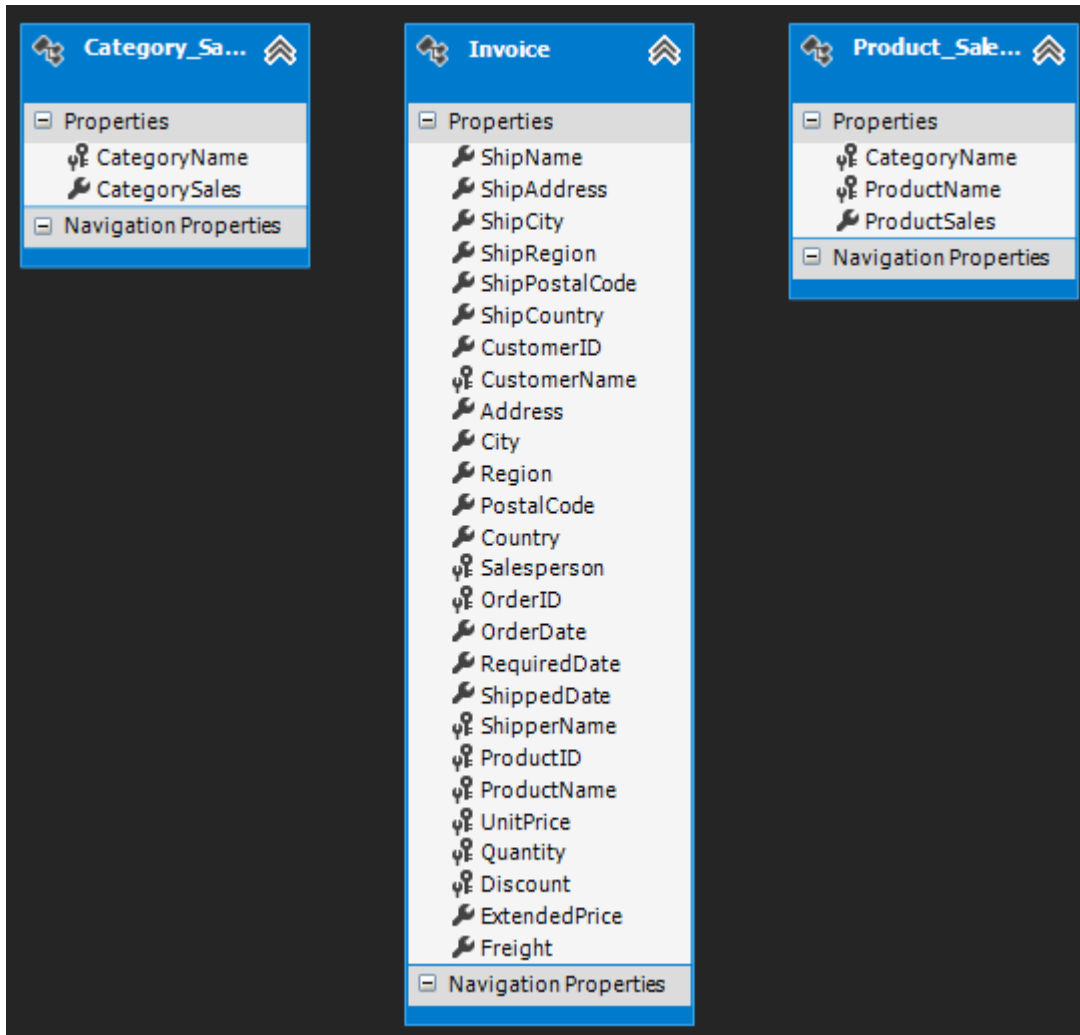 Category_Sa...
Properties
CategoryName
CategorySales
Navigation Properties
Invoice
Properties
ShipName
ShipAddress
ShipCity
ShipRegion
ShipPostalCode
ShipCountry
CustomerID
CustomerName
Address
City
Region
PostalCode
Country
Salesperson
OrderID
OrderDate
RequiredDate
ShippedDate
ShipperName
ProductID
ProductName
UnitPrice
Quantity
Discount
ExtendedPrice
Freight
Navigation Properties
Product_Sale...
Properties
CategoryName
ProductName
ProductSales
Navigation Properties